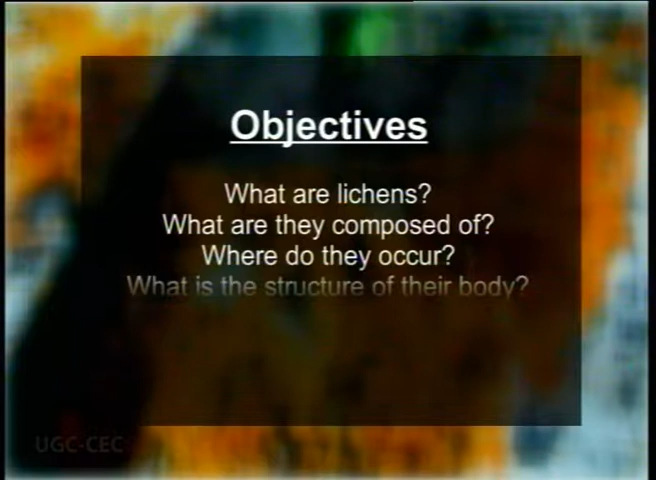 Objectives
What are lichens?
What are they composed of?
Where do they occur?
What is the structure of their body?
UGC-CEC